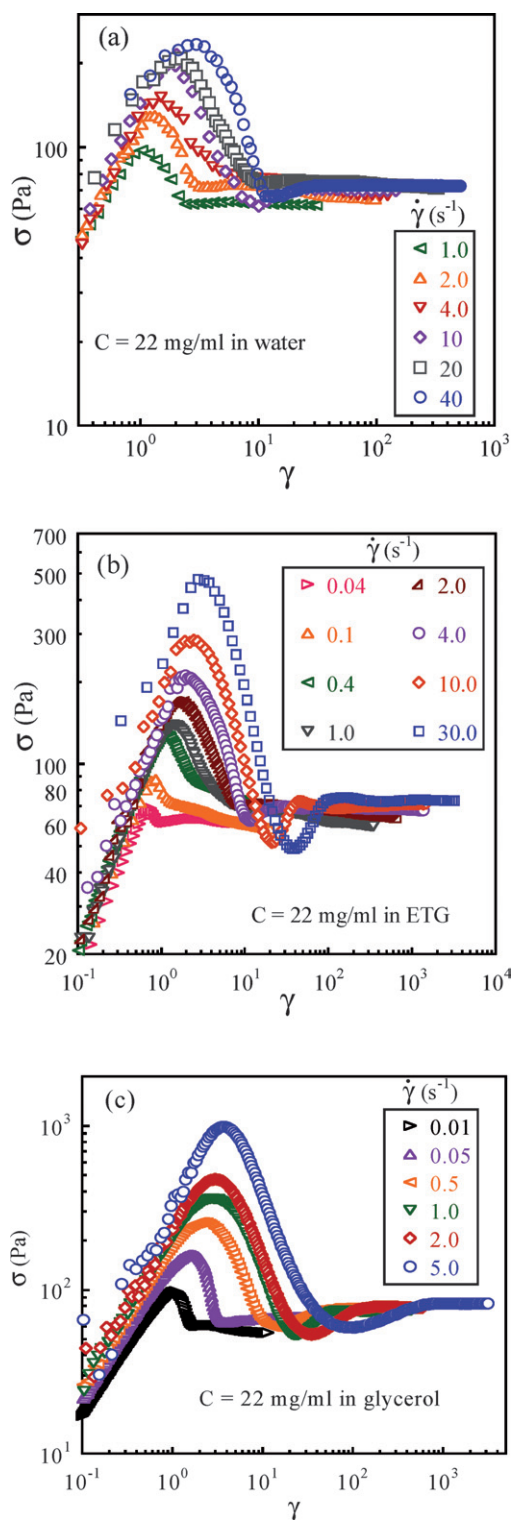 (a)
σ (Pa)
100
10
γ̇ (s⁻¹)
1.0
2.0
4.0
10
20
40
C = 22 mg/ml in water
10⁰ 10¹ 10² 10³
γ
(b)
σ (Pa)
700
500
300
100
80
60
40
20
γ̇ (s⁻¹)
0.04 2.0
0.1 4.0
0.4 10.0
1.0 30.0
C = 22 mg/ml in ETG
10⁻¹ 10⁰ 10¹ 10² 10³ 10⁴
γ
(c)
σ (Pa)
10³
10²
10¹
γ̇ (s⁻¹)
0.01
0.05
0.5
1.0
2.0
5.0
C = 22 mg/ml in glycerol
10⁻¹ 10⁰ 10¹ 10² 10³
γ